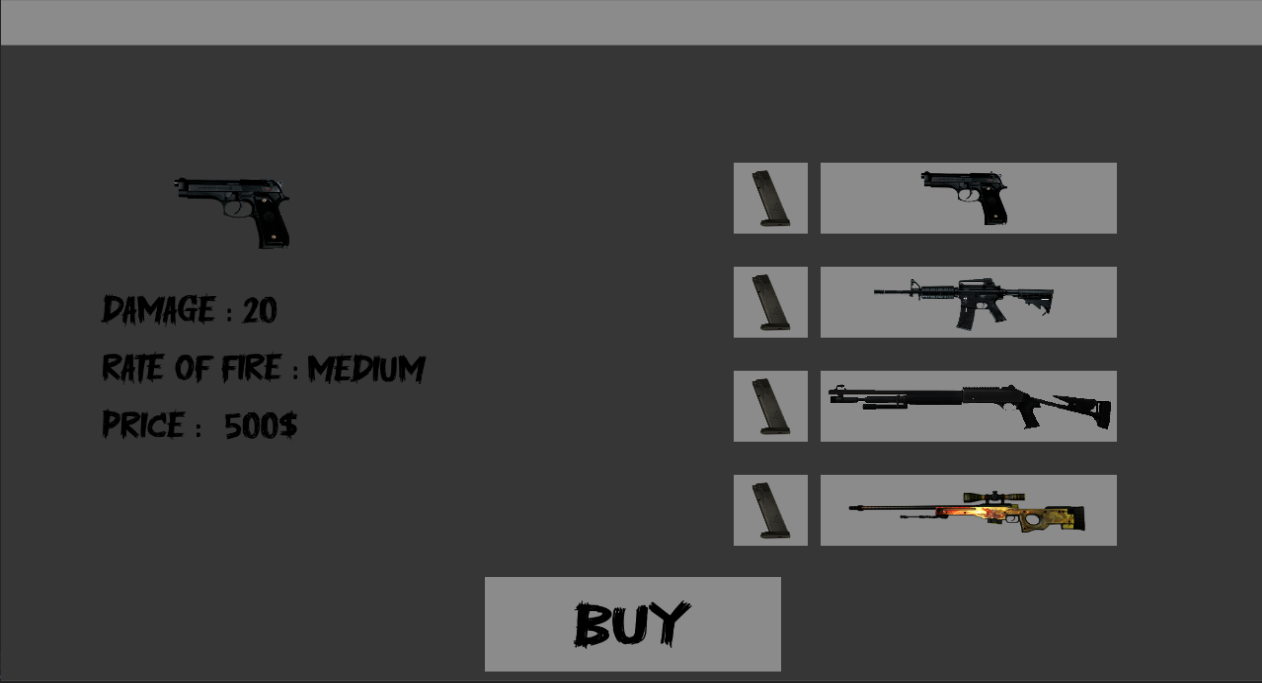 DAMAGE : 20
RATE OF FIRE : MEDIUM
PRICE : 500$
BUY